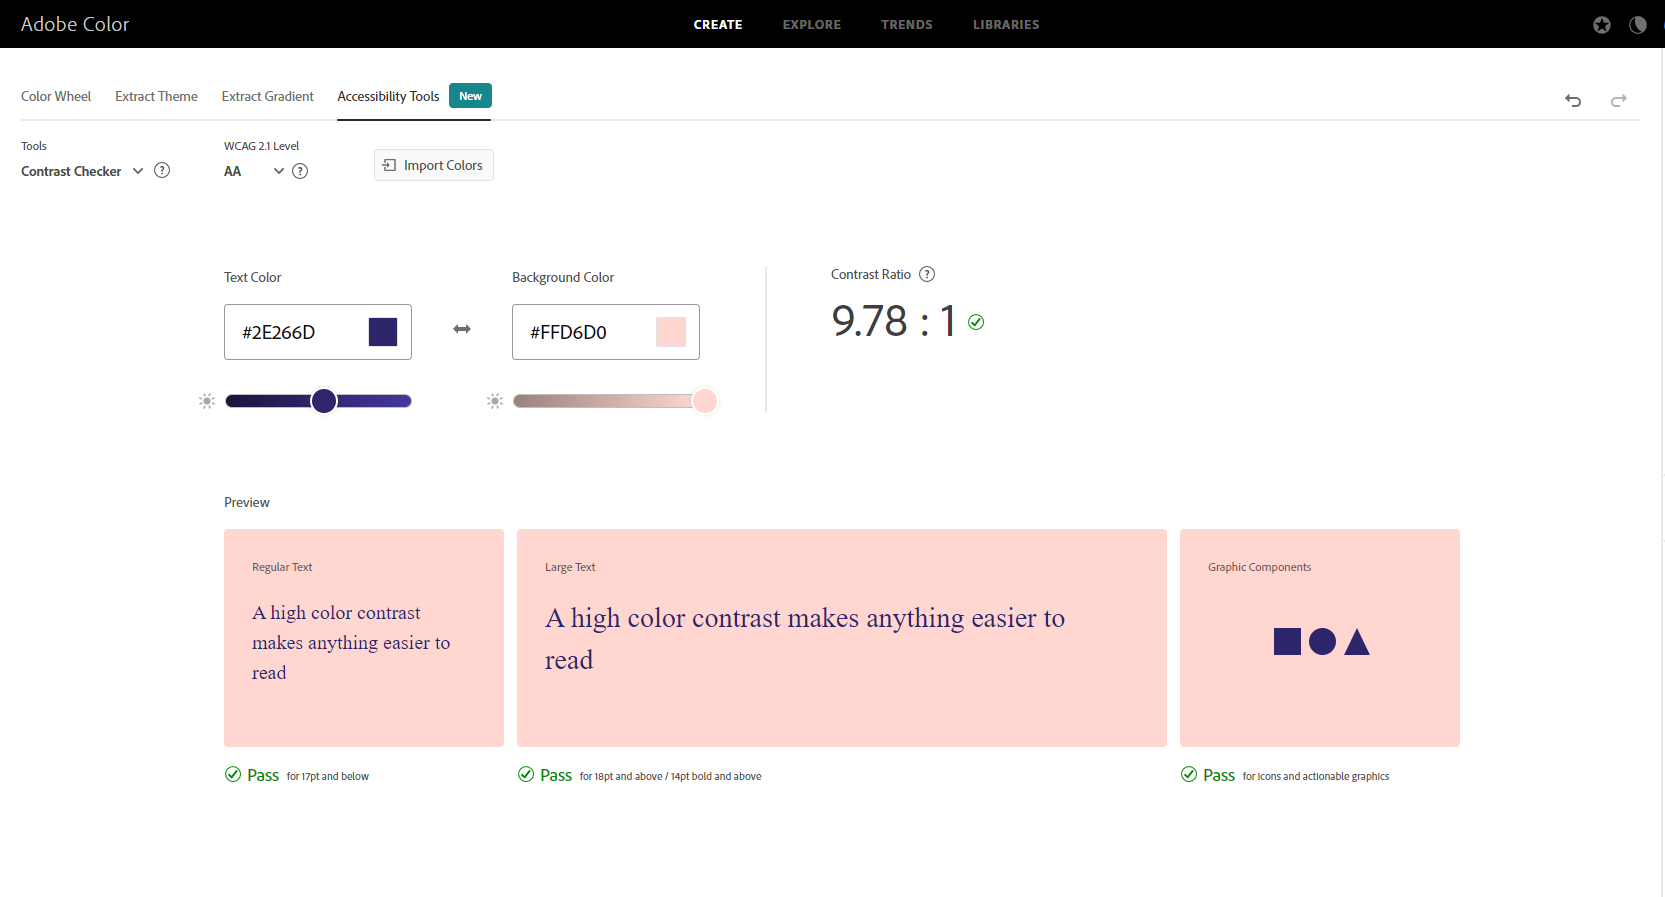 Adobe Color
CREATE EXPLORE TRENDS LIBRARIES
Color Wheel Extract Theme Extract Gradient Accessibility Tools New
Tools
Contrast Checker ?
WCAG 2.1 Level
AA ?
Import Colors
Text Color
#2E266D
Background Color
#FFD6D0
Contrast Ratio ?
9.78 : 1
Preview
Regular Text
A high color contrast
makes anything easier to
read
Pass for 17pt and below
Large Text
A high color contrast makes anything easier to
read
Pass for 18pt and above / 14pt bold and above
Graphic Components
Pass for icons and actionable graphics